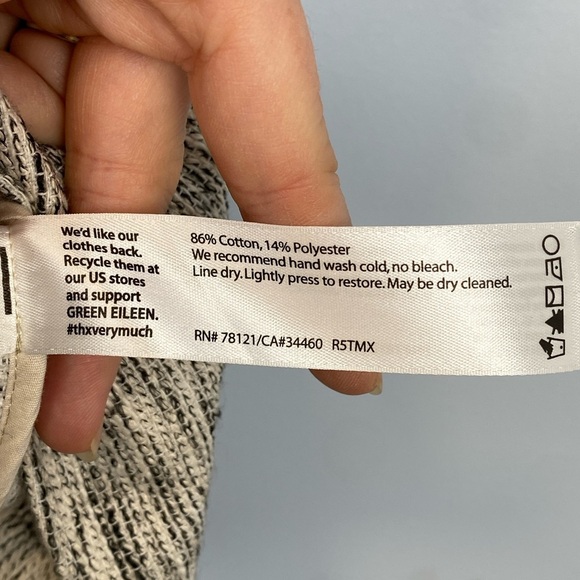 We'd like our
clothes back.
Recycle them at
our US stores
and support
GREEN EILEEN.
#thxverymuch
86% Cotton, 14% Polyester
We recommend hand wash cold, no bleach.
Line dry. Lightly press to restore. May be dry cleaned.
RN# 78121/CA#34460 R5TMX